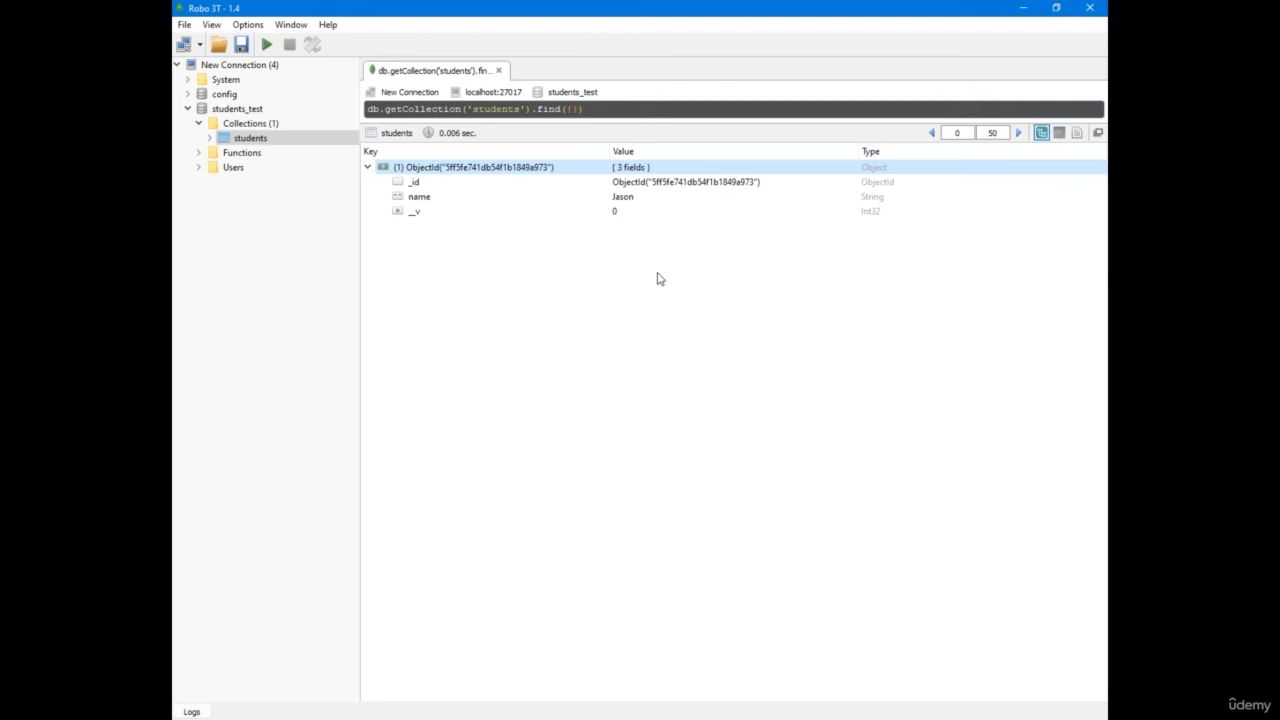 Robo 3T - 1.4
File View Options Window Help
New Connection (4)
System
config
students_test
Collections (1)
students
Functions
Users
db.getCollection('students').fin...
New Connection localhost:27017 students_test
db.getCollection('students').find({})
students 0.006 sec. 0 50
Key Value Type
(1) ObjectId("5ff5fe741db54f1b1849a973") { 3 fields } Object
_id ObjectId("5ff5fe741db54f1b1849a973") ObjectId
name Jason String
__v 0 Int32
Logs
udemy